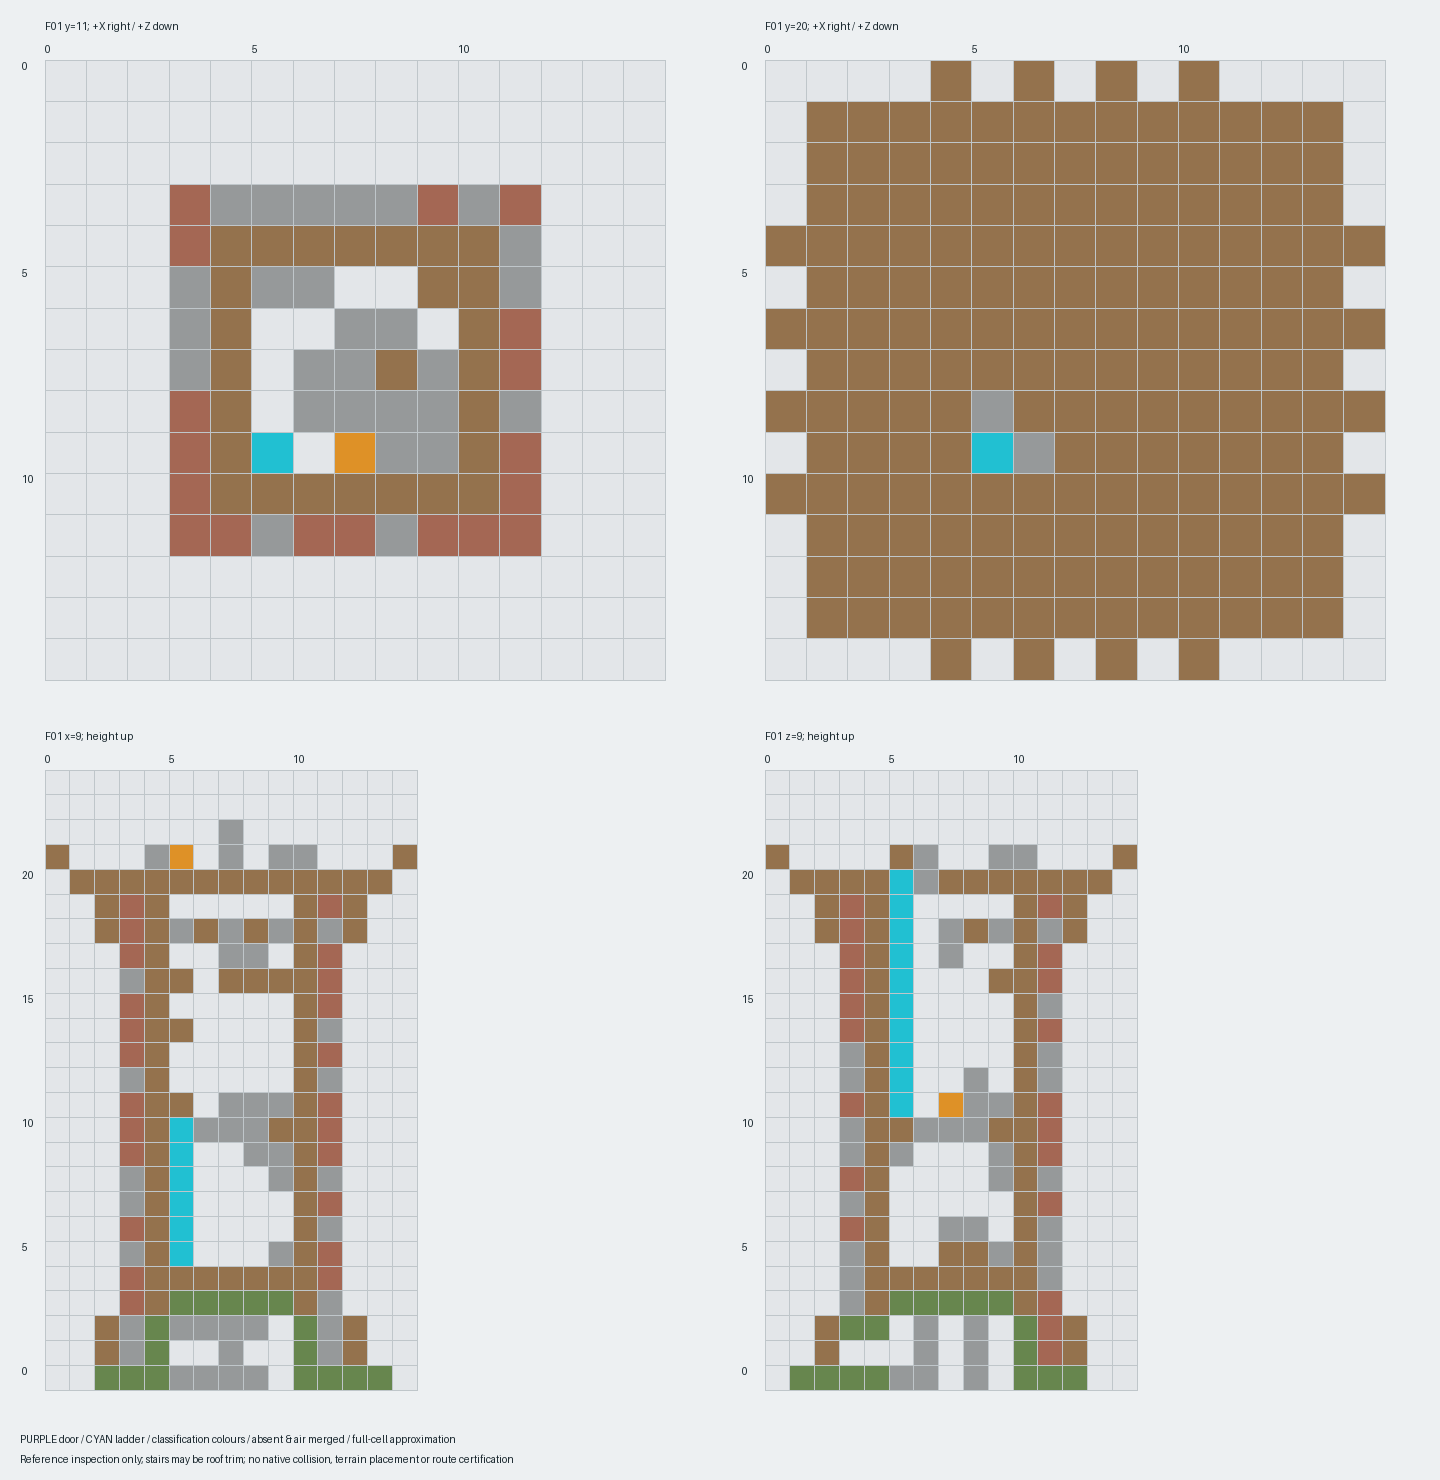 F01 y=11; +X right / +Z down
F01 y=20; +X right / +Z down
0 5 10
0 5 10
0
0
5
5
10
10
F01 x=9; height up
F01 z=9; height up
0 5 10
0 5 10
20
20
15
15
10
10
5
5
0
0
PURPLE door / CYAN ladder / classification colours / absent & air merged / full-cell approximation
Reference inspection only; stairs may be roof trim; no native collision, terrain placement or route certification